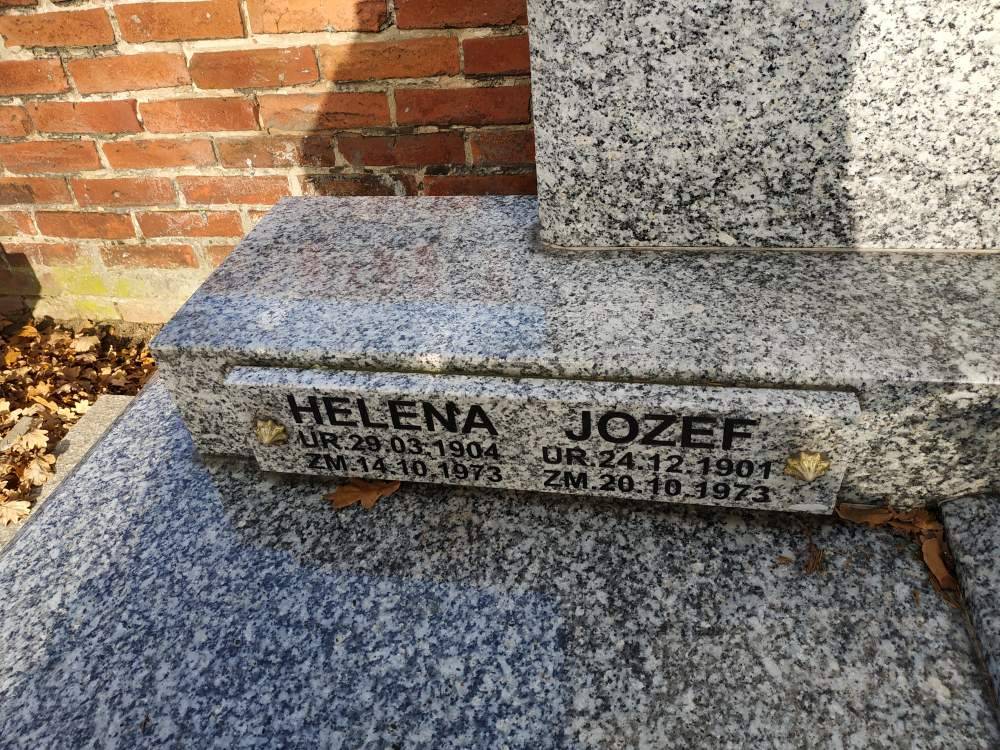 HELENA
UR.29.03.1904
ZM.14.10.1973
JOZEF
UR.24.12.1901
ZM.20.10.1973